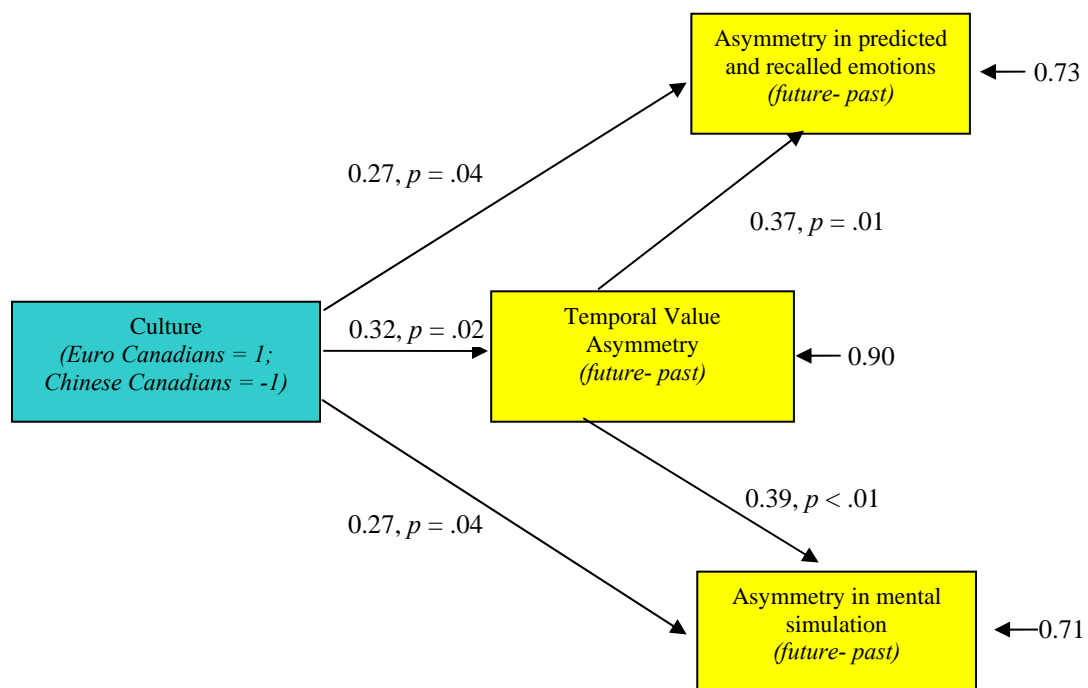 Asymmetry in predicted
and recalled emotions
(future- past)
0.73
0.27, p = .04
0.37, p = .01
Culture
(Euro Canadians = 1;
Chinese Canadians = -1)
0.32, p = .02
Temporal Value
Asymmetry
(future- past)
0.90
0.39, p < .01
0.27, p = .04
Asymmetry in mental
simulation
(future- past)
0.71